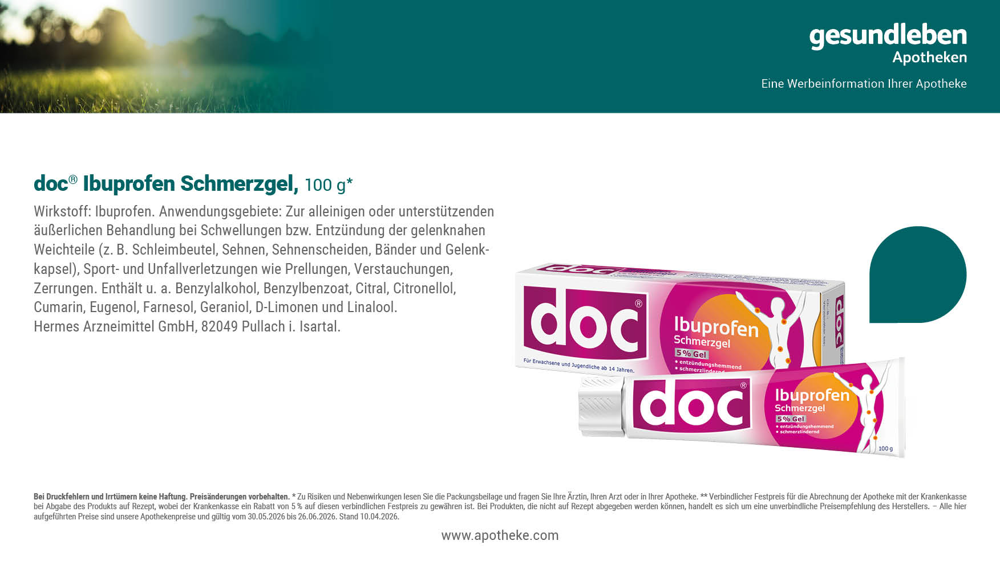 gesundleben
Apotheken
Eine Werbeinformation Ihrer Apotheke
doc® Ibuprofen Schmerzgel, 100 g*
Wirkstoff: Ibuprofen. Anwendungsgebiete: Zur alleinigen oder unterstützenden
äußerlichen Behandlung bei Schwellungen bzw. Entzündung der gelenknahen
Weichteile (z. B. Schleimbeutel, Sehnen, Sehnenscheiden, Bänder und Gelenk-
kapsel), Sport- und Unfallverletzungen wie Prellungen, Verstauchungen,
Zerrungen. Enthält u. a. Benzylalkohol, Benzylbenzoat, Citral, Citronellol,
Cumarin, Eugenol, Farnesol, Geraniol, D-Limonen und Linalool.
Hermes Arzneimittel GmbH, 82049 Pullach i. Isartal.
doc
doc®
Ibuprofen
Schmerzgel
5% Gel
• entzündungshemmend
• schmerzlindernd
Für Erwachsene und Jugendliche ab 14 Jahren.
doc
doc®
Ibuprofen
Schmerzgel
5% Gel
• entzündungshemmend
• schmerzlindernd
100 g
Bei Druckfehlern und Irrtümern keine Haftung. Preisänderungen vorbehalten. * Zu Risiken und Nebenwirkungen lesen Sie die Packungsbeilage und fragen Sie Ihre Ärztin, Ihren Arzt oder in Ihrer Apotheke. ** Verbindlicher Festpreis für die Abrechnung der Apotheke mit der Krankenkasse
bei Abgabe des Produkts auf Rezept, wobei der Krankenkasse ein Rabatt von 5 % auf diesen verbindlichen Festpreis zu gewähren ist. Bei Produkten, die nicht auf Rezept abgegeben werden können, handelt es sich um eine unverbindliche Preisempfehlung des Herstellers. – Alle hier
aufgeführten Preise sind unsere Apothekenpreise und gültig vom 30.05.2026 bis 26.06.2026. Stand 10.04.2026.
www.apotheke.com